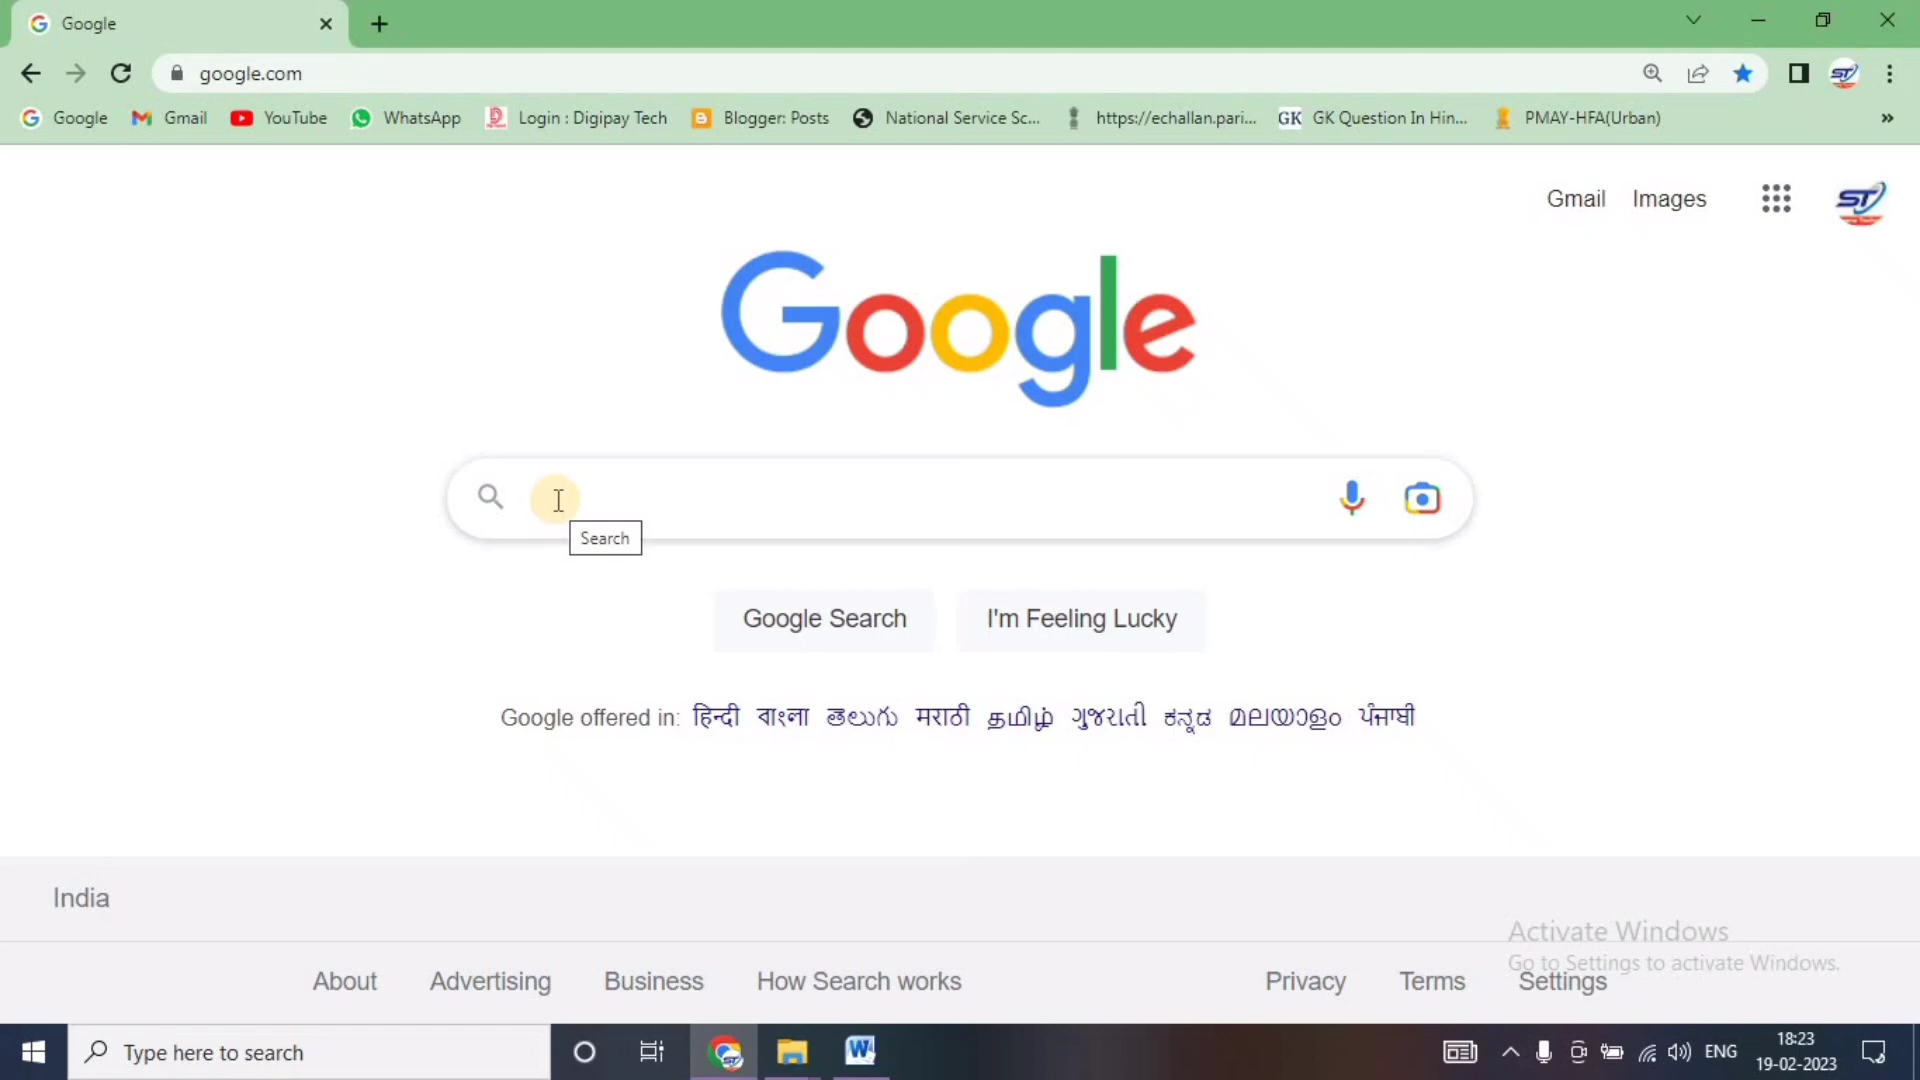 Google
google.com
Google Gmail YouTube WhatsApp Login : Digipay Tech Blogger: Posts National Service Sc... https://echallan.pari... GK GK Question In Hin... PMAY-HFA(Urban) »
Gmail Images ST
Google
Search
Google Search I'm Feeling Lucky
Google offered in: हिन्दी বাংলা తెలుగు मराठी தமிழ் ગુજરાતી ಕನ್ನಡ മലയാളം ਪੰਜਾਬੀ
India
Activate Windows
Go to Settings to activate Windows.
About Advertising Business How Search works Privacy Terms Settings
Type here to search W ENG 18:23
19-02-2023